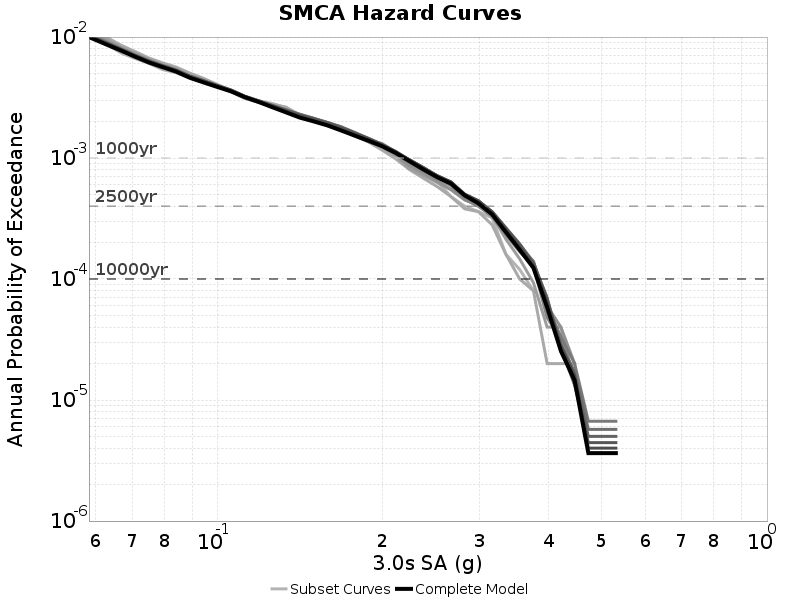 SMCA Hazard Curves
Annual Probability of Exceedance
10-2
10-3
10-4
10-5
10-6
1000yr
2500yr
10000yr
6 7 8 10-1 2 3 4 5 6 7 8 100
3.0s SA (g)
Subset Curves Complete Model